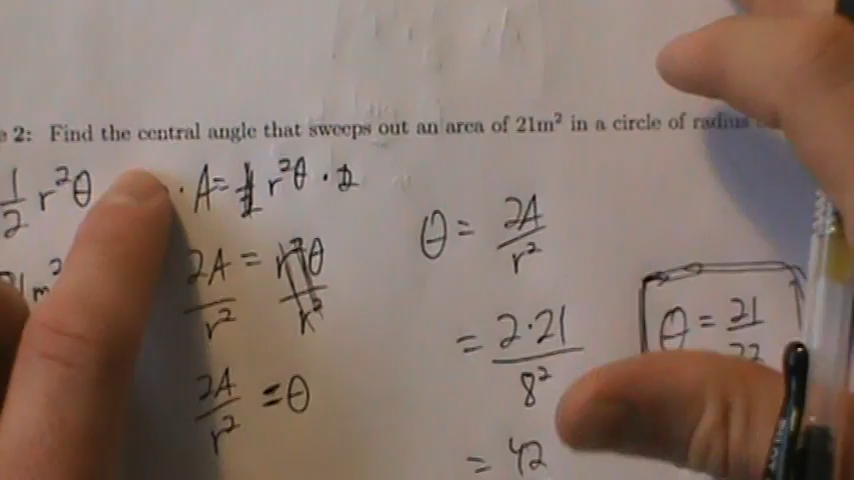 2: Find the central angle that sweeps out an area of 21m² in a circle of radius
1/2 r²θ
· A = 1/2 r²θ · 2
2A = r²θ
r² r²
2A/r² = θ
θ = 2A/r²
= 2·21/8²
= 42
θ = 21